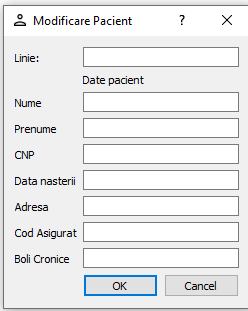 Modificare Pacient
Linie:
Date pacient
Nume
Prenume
CNP
Data nasterii
Adresa
Cod Asigurat
Boli Cronice
OK Cancel